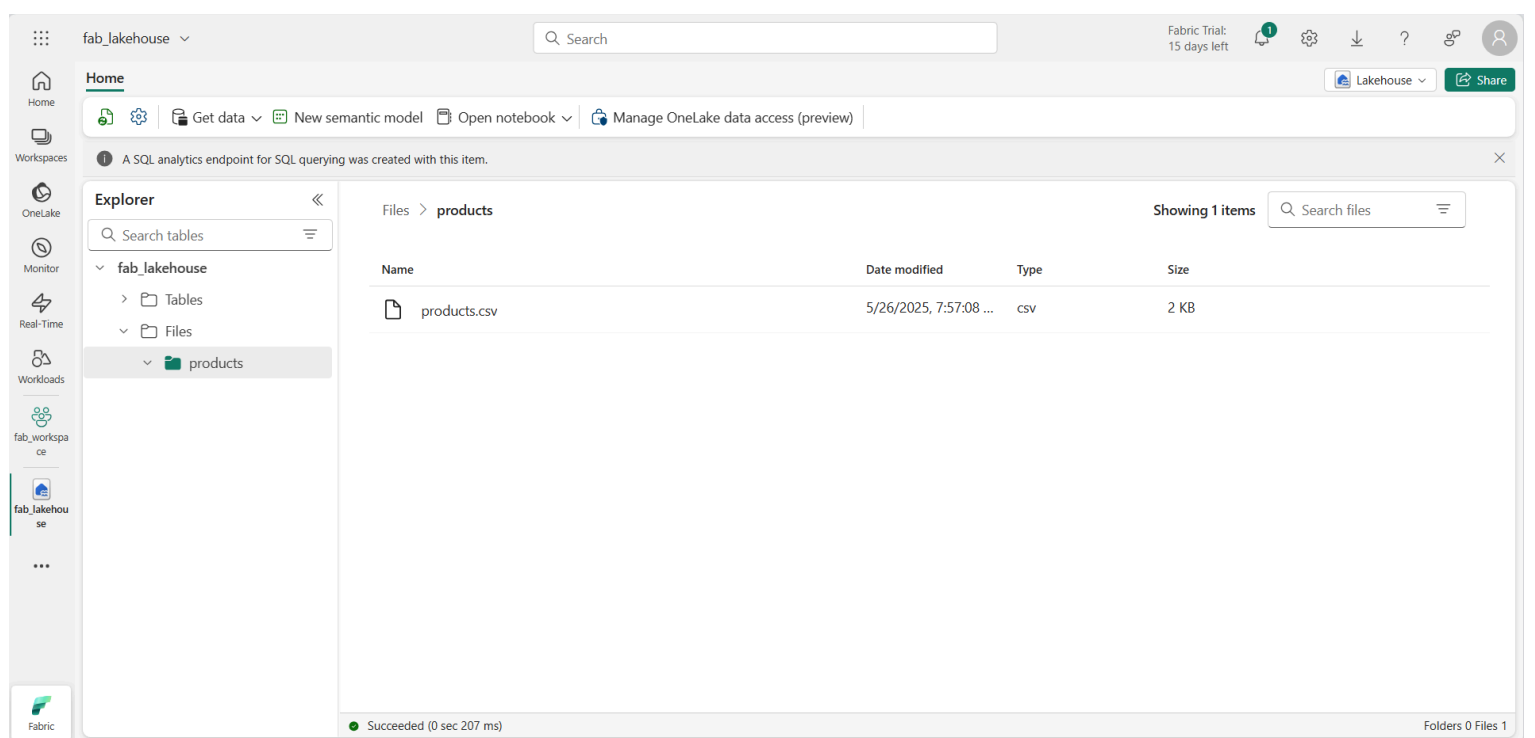 fab_lakehouse
Search
Fabric Trial:
15 days left
1
?
Home
Lakehouse
Share
Get data
New semantic model
Open notebook
Manage OneLake data access (preview)
A SQL analytics endpoint for SQL querying was created with this item.
Home
Workspaces
OneLake
Monitor
Real-Time
Workloads
fab_workspa
ce
fab_lakehou
se
Fabric
Explorer
Search tables
fab_lakehouse
Tables
Files
products
Files > products
Showing 1 items
Search files
Name Date modified Type Size
products.csv 5/26/2025, 7:57:08 ... csv 2 KB
Succeeded (0 sec 207 ms)
Folders 0 Files 1